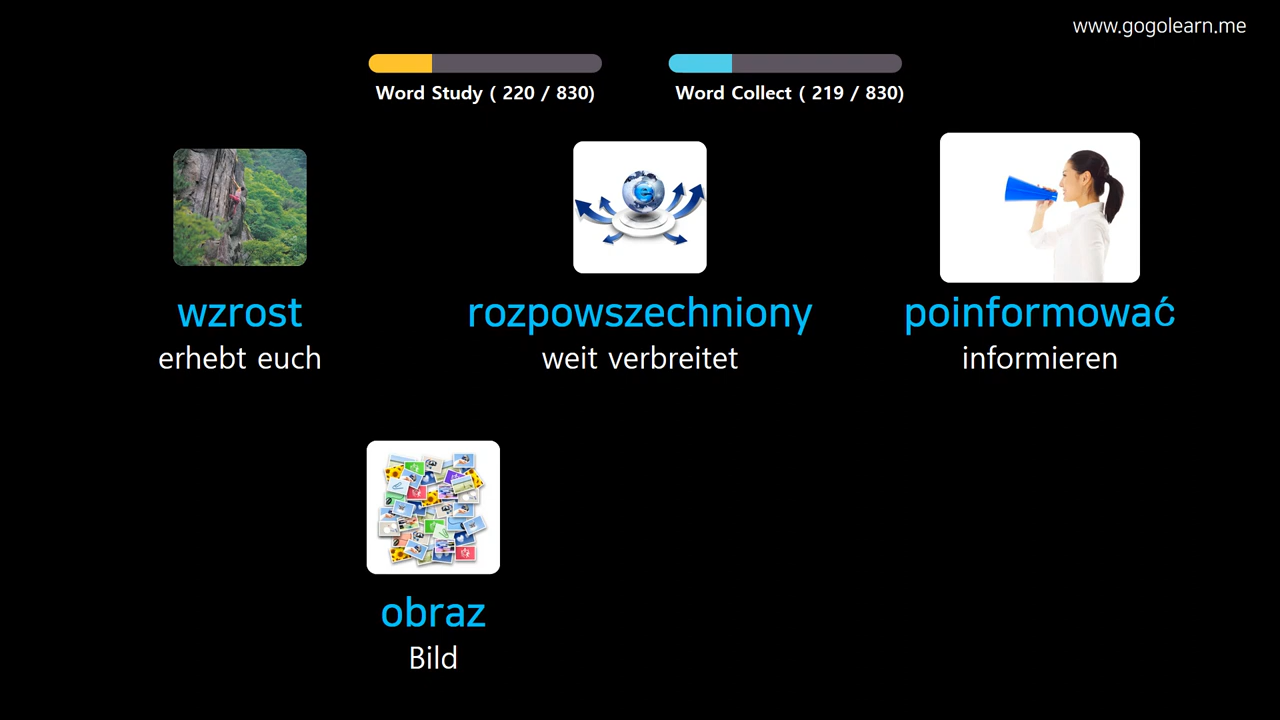 www.gogolearn.me
Word Study ( 220 / 830)
Word Collect ( 219 / 830)
wzrost
erhebt euch
rozpowszechniony
weit verbreitet
poinformować
informieren
obraz
Bild